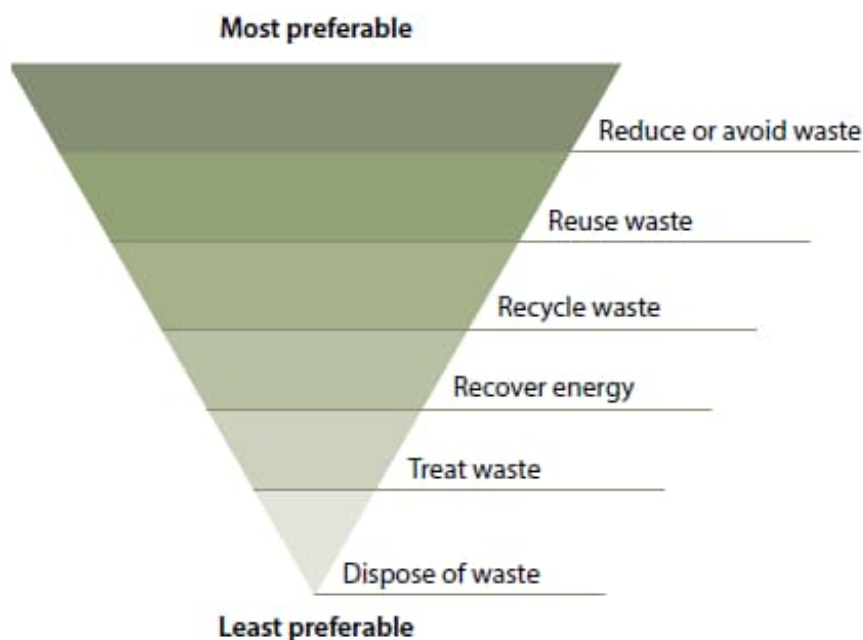 Most preferable
Reduce or avoid waste
Reuse waste
Recycle waste
Recover energy
Treat waste
Dispose of waste
Least preferable